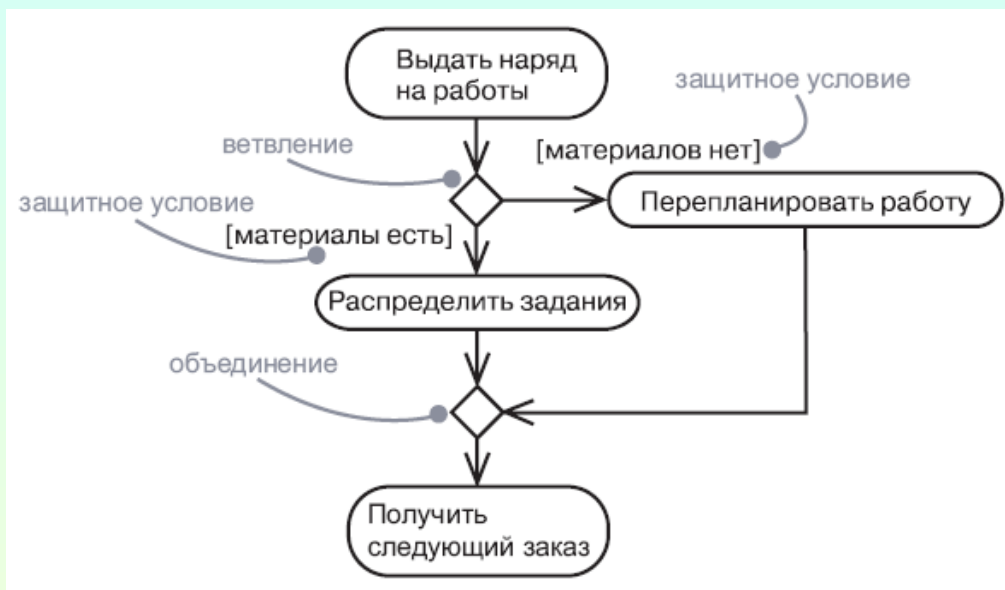 Выдать наряд
на работы
защитное условие
ветвление
[материалов нет]
защитное условие
Перепланировать работу
[материалы есть]
Распределить задания
объединение
Получить
следующий заказ